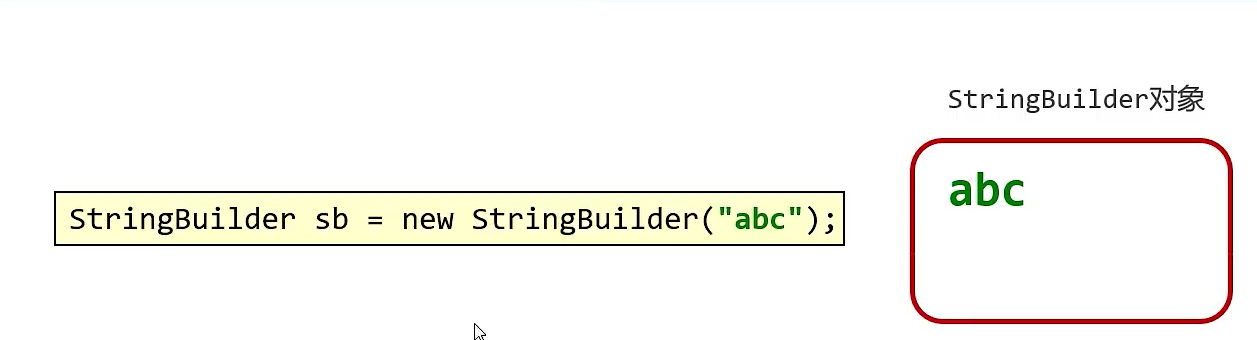 StringBuilder对象
abc
StringBuilder sb = new StringBuilder("abc");